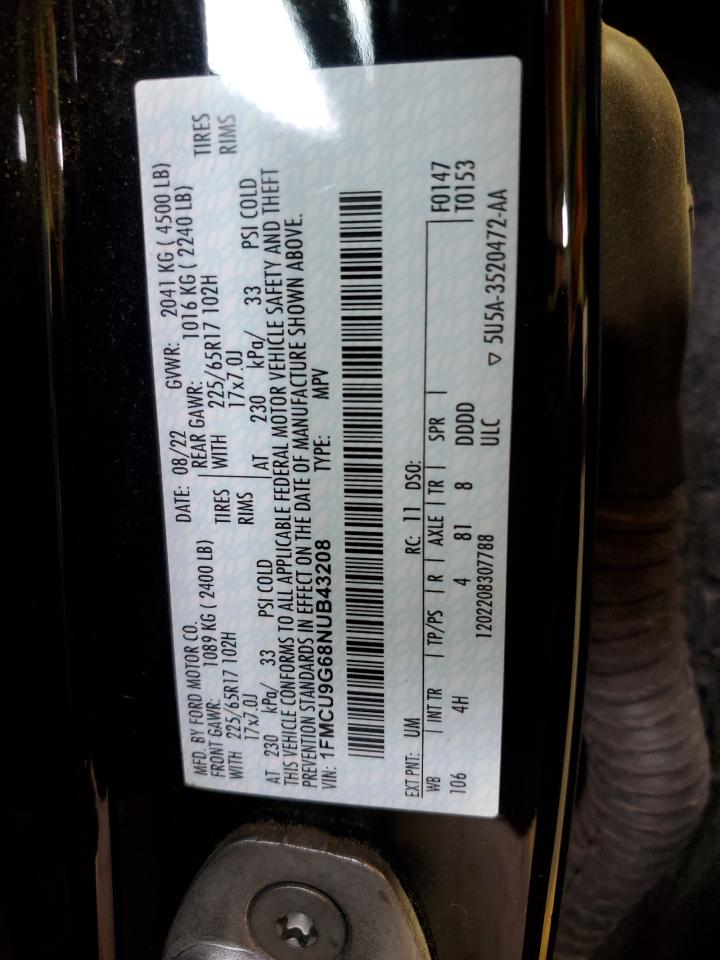 MFD. BY FORD MOTOR CO.
DATE: 08/22 GVWR: 2041 KG ( 4500 LB)
FRONT GAWR: 1089 KG ( 2400 LB) REAR GAWR: 1016 KG ( 2240 LB)
WITH 225/65R17 102H TIRES WITH 225/65R17 102H TIRES
17x7.0J RIMS 17x7.0J RIMS
AT 230 kPa/ 33 PSI COLD AT 230 kPa/ 33 PSI COLD
THIS VEHICLE CONFORMS TO ALL APPLICABLE FEDERAL MOTOR VEHICLE SAFETY AND THEFT
PREVENTION STANDARDS IN EFFECT ON THE DATE OF MANUFACTURE SHOWN ABOVE.
VIN: 1FMCU9G68NUB43208 TYPE: MPV
EXT PNT: UM RC: 11 DSO: F0147
WB INT TR TP/PS R AXLE TR SPR T0153
106 4H 4 81 8 DDDD
1202208307788 ULC ▽ 5U5A-3520472-AA